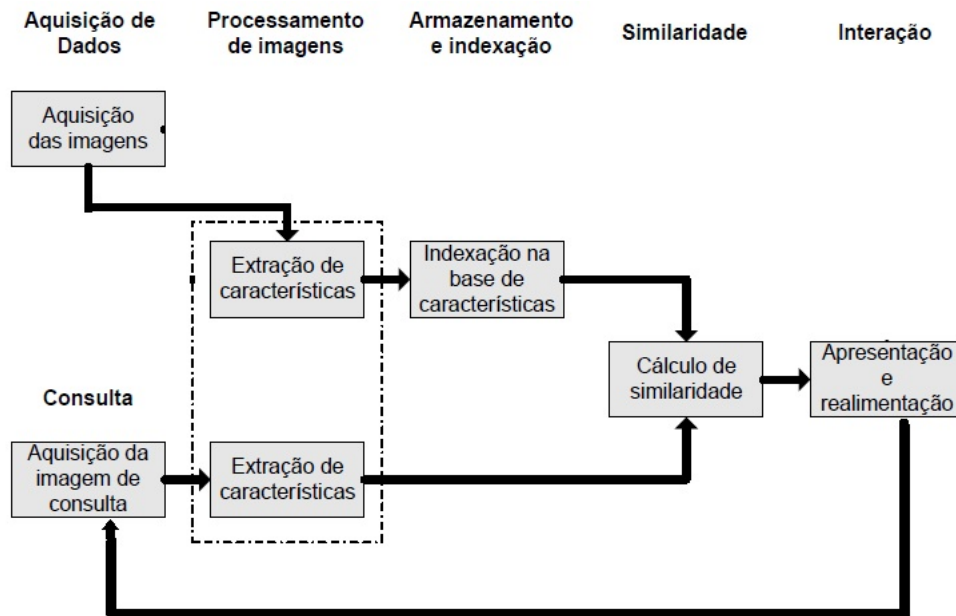 Aquisição de
Dados
Processamento
de imagens
Armazenamento
e indexação
Similaridade
Interação
Aquisição
das imagens
Extração de
características
Indexação na
base de
características
Cálculo de
similaridade
Apresentação
e
realimentação
Consulta
Aquisição da
imagem de
consulta
Extração de
características